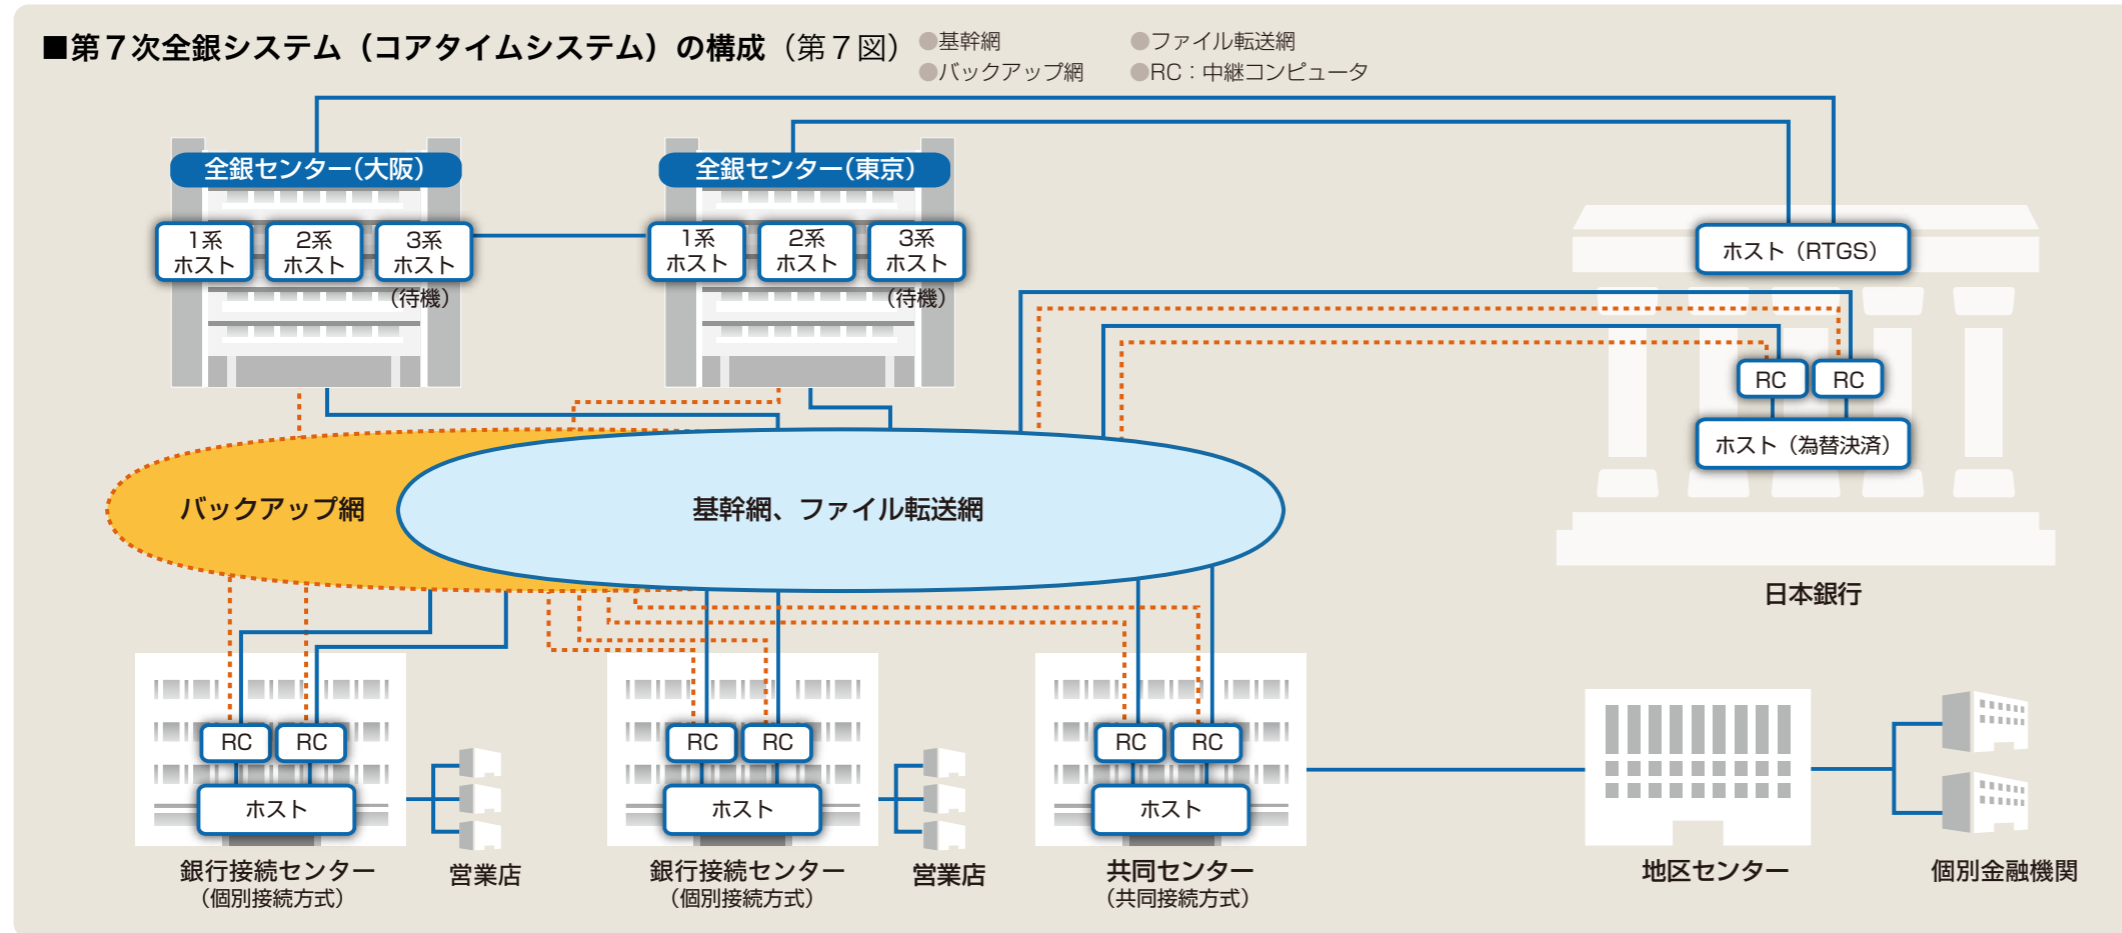 ■第7次全銀システム（コアタイムシステム）の構成（第7図）
●基幹網 ●ファイル転送網
●バックアップ網 ●RC：中継コンピュータ
全銀センター（大阪）
全銀センター（東京）
1系
ホスト
2系
ホスト
3系
ホスト
（待機）
1系
ホスト
2系
ホスト
3系
ホスト
（待機）
ホスト（RTGS）
RC
RC
ホスト（為替決済）
日本銀行
バックアップ網
基幹網、ファイル転送網
RC
RC
ホスト
銀行接続センター
（個別接続方式）
営業店
RC
RC
ホスト
銀行接続センター
（個別接続方式）
営業店
RC
RC
ホスト
共同センター
（共同接続方式）
地区センター
個別金融機関